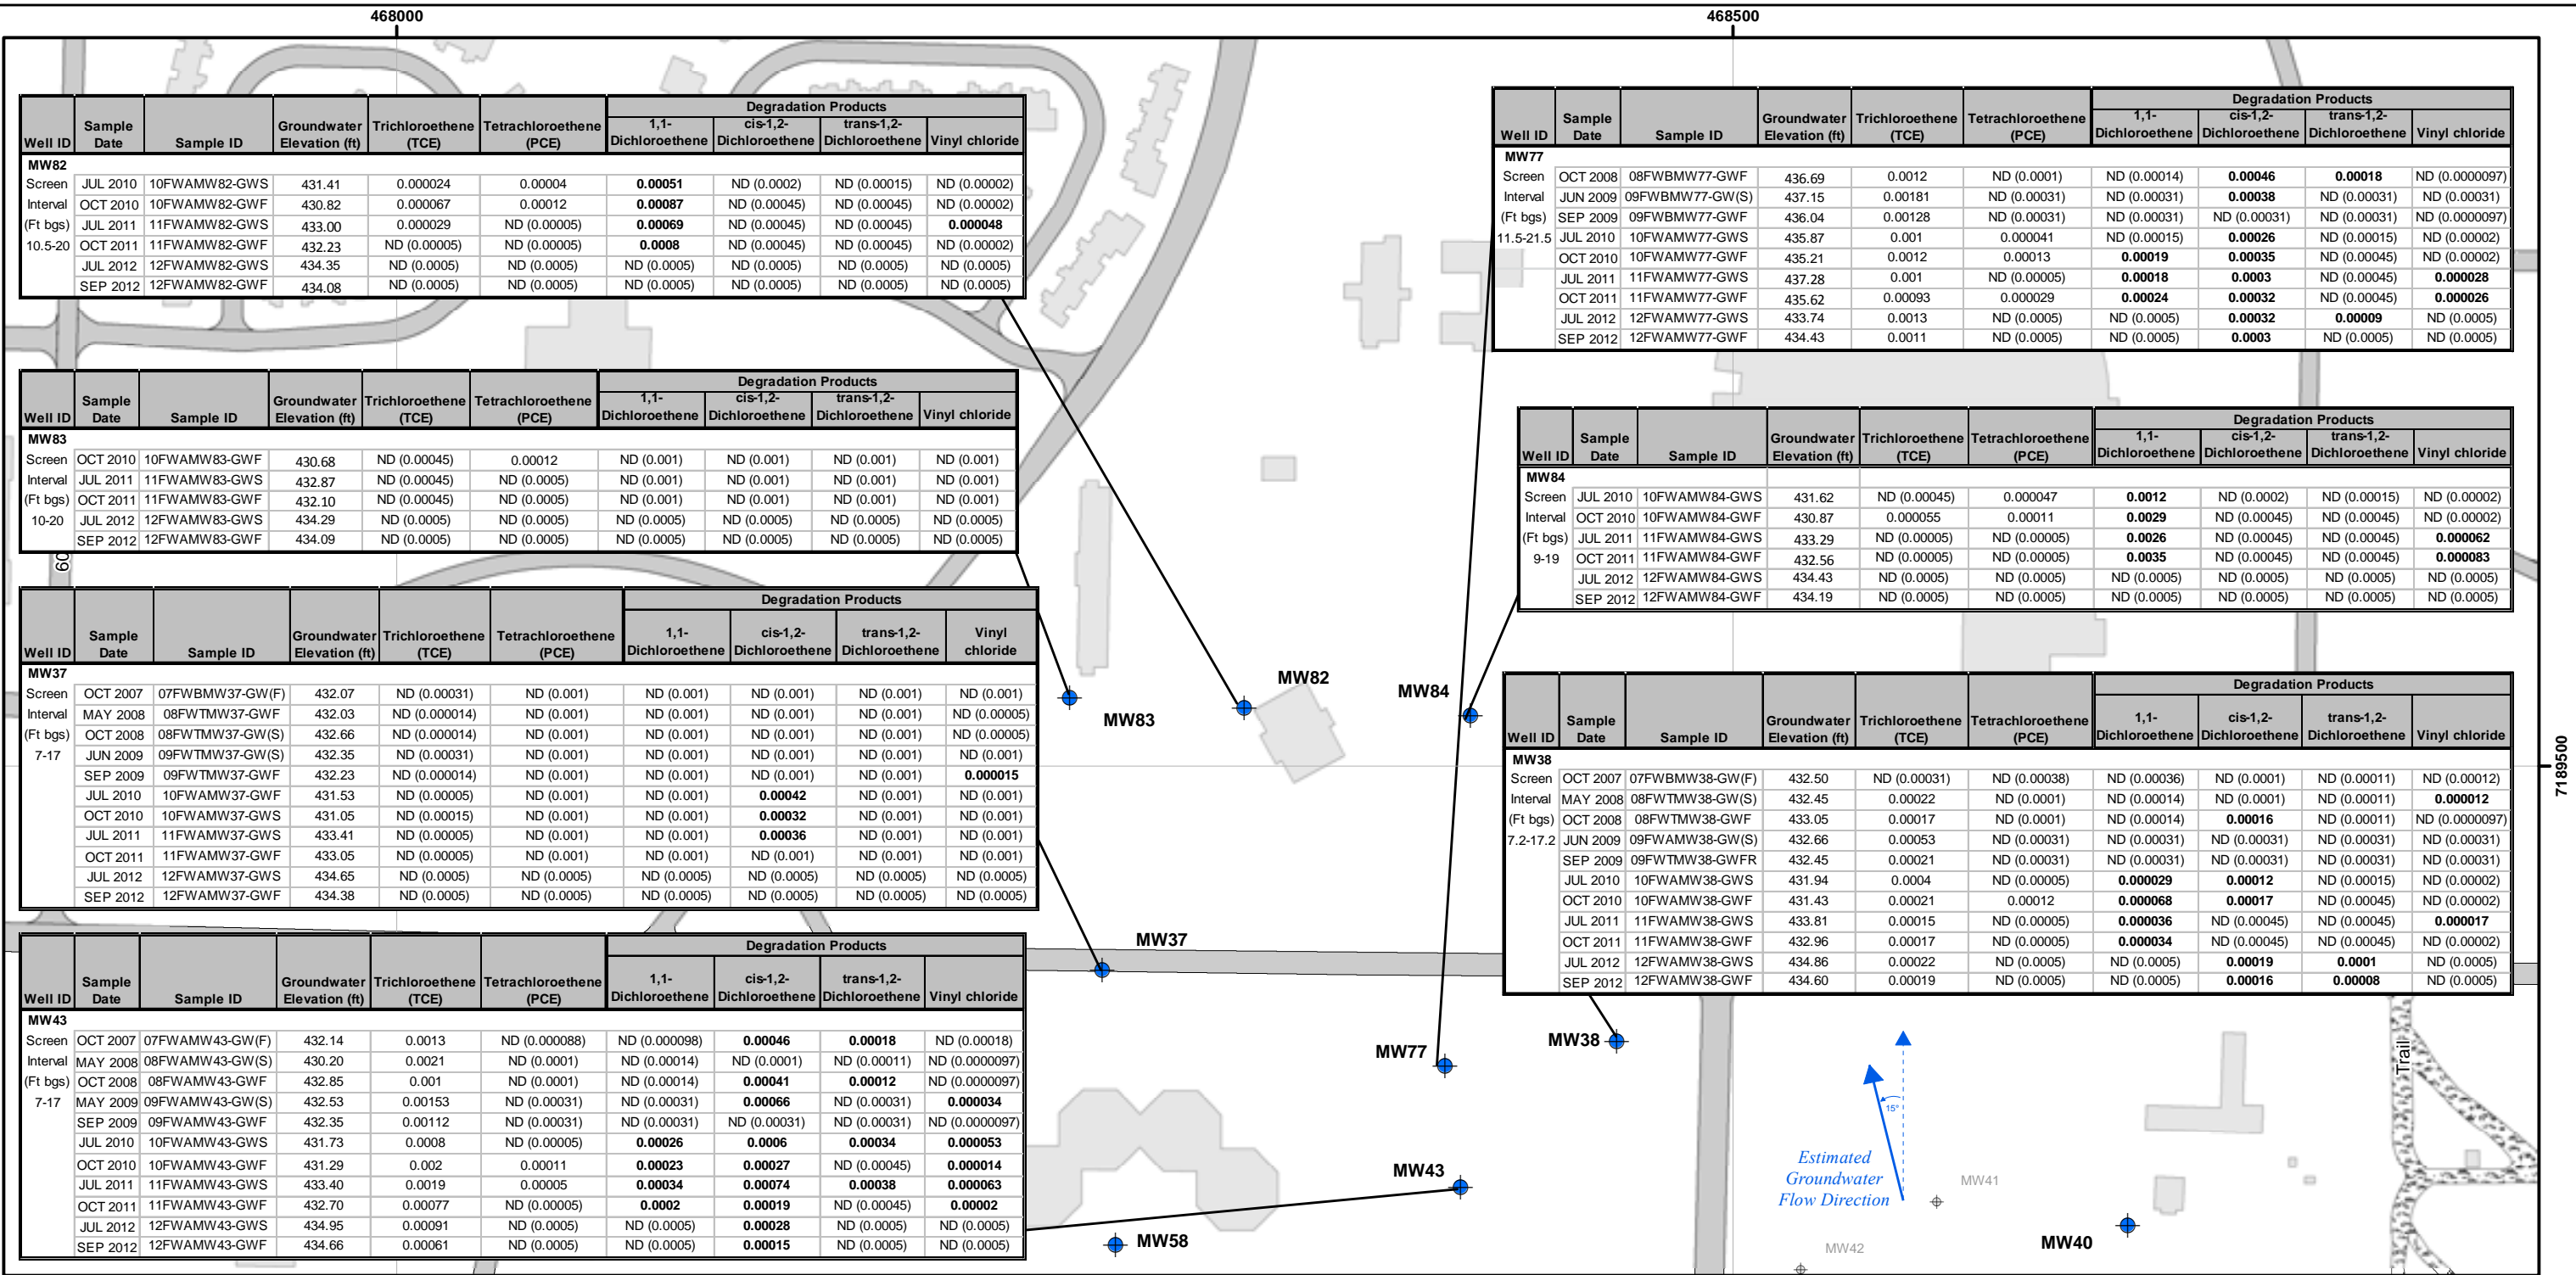 468000 468500
Degradation Products
Well ID Sample Date Sample ID Groundwater Elevation (ft) Trichloroethene (TCE) Tetrachloroethene (PCE) 1,1-Dichloroethene cis-1,2-Dichloroethene trans-1,2-Dichloroethene Vinyl chloride
MW82
Screen JUL 2010 10FWAMW82-GWS 431.41 0.000024 0.00004 0.00051 ND (0.0002) ND (0.00015) ND (0.00002)
Interval OCT 2010 10FWAMW82-GWF 430.82 0.000067 0.00012 0.00087 ND (0.00045) ND (0.00045) ND (0.00002)
(Ft bgs) JUL 2011 11FWAMW82-GWS 433.00 0.000029 ND (0.00005) 0.00069 ND (0.00045) ND (0.00045) 0.000048
10.5-20 OCT 2011 11FWAMW82-GWF 432.23 ND (0.00005) ND (0.00005) 0.0008 ND (0.00045) ND (0.00045) ND (0.00002)
JUL 2012 12FWAMW82-GWS 434.35 ND (0.0005) ND (0.0005) ND (0.0005) ND (0.0005) ND (0.0005) ND (0.0005)
SEP 2012 12FWAMW82-GWF 434.08 ND (0.0005) ND (0.0005) ND (0.0005) ND (0.0005) ND (0.0005) ND (0.0005)
Degradation Products
Well ID Sample Date Sample ID Groundwater Elevation (ft) Trichloroethene (TCE) Tetrachloroethene (PCE) 1,1-Dichloroethene cis-1,2-Dichloroethene trans-1,2-Dichloroethene Vinyl chloride
MW83
Screen OCT 2010 10FWAMW83-GWF 430.68 ND (0.00045) 0.00012 ND (0.001) ND (0.001) ND (0.001) ND (0.001)
Interval JUL 2011 11FWAMW83-GWS 432.87 ND (0.00045) ND (0.0005) ND (0.001) ND (0.001) ND (0.001) ND (0.001)
(Ft bgs) OCT 2011 11FWAMW83-GWF 432.10 ND (0.00045) ND (0.0005) ND (0.001) ND (0.001) ND (0.001) ND (0.001)
10-20 JUL 2012 12FWAMW83-GWS 434.29 ND (0.0005) ND (0.0005) ND (0.0005) ND (0.0005) ND (0.0005) ND (0.0005)
SEP 2012 12FWAMW83-GWF 434.09 ND (0.0005) ND (0.0005) ND (0.0005) ND (0.0005) ND (0.0005) ND (0.0005)
Degradation Products
Well ID Sample Date Sample ID Groundwater Elevation (ft) Trichloroethene (TCE) Tetrachloroethene (PCE) 1,1-Dichloroethene cis-1,2-Dichloroethene trans-1,2-Dichloroethene Vinyl chloride
MW37
Screen OCT 2007 07FWBMW37-GW(F) 432.07 ND (0.00031) ND (0.001) ND (0.001) ND (0.001) ND (0.001) ND (0.001)
Interval MAY 2008 08FWTMW37-GWF 432.03 ND (0.000014) ND (0.001) ND (0.001) ND (0.001) ND (0.001) ND (0.00005)
(Ft bgs) OCT 2008 08FWTMW37-GW(S) 432.66 ND (0.000014) ND (0.001) ND (0.001) ND (0.001) ND (0.001) ND (0.00005)
7-17 JUN 2009 09FWTMW37-GW(S) 432.35 ND (0.00031) ND (0.001) ND (0.001) ND (0.001) ND (0.001) ND (0.001)
SEP 2009 09FWTMW37-GWF 432.23 ND (0.000014) ND (0.001) ND (0.001) ND (0.001) ND (0.001) 0.000015
JUL 2010 10FWAMW37-GWF 431.53 ND (0.00005) ND (0.001) ND (0.001) 0.00042 ND (0.001) ND (0.001)
OCT 2010 10FWAMW37-GWS 431.05 ND (0.00015) ND (0.001) ND (0.001) 0.00032 ND (0.001) ND (0.001)
JUL 2011 11FWAMW37-GWS 433.41 ND (0.00005) ND (0.001) ND (0.001) 0.00036 ND (0.001) ND (0.001)
OCT 2011 11FWAMW37-GWF 433.05 ND (0.00005) ND (0.001) ND (0.001) ND (0.001) ND (0.001) ND (0.001)
JUL 2012 12FWAMW37-GWS 434.65 ND (0.0005) ND (0.0005) ND (0.0005) ND (0.0005) ND (0.0005) ND (0.0005)
SEP 2012 12FWAMW37-GWF 434.38 ND (0.0005) ND (0.0005) ND (0.0005) ND (0.0005) ND (0.0005) ND (0.0005)
Degradation Products
Well ID Sample Date Sample ID Groundwater Elevation (ft) Trichloroethene (TCE) Tetrachloroethene (PCE) 1,1-Dichloroethene cis-1,2-Dichloroethene trans-1,2-Dichloroethene Vinyl chloride
MW43
Screen OCT 2007 07FWAMW43-GW(F) 432.14 0.0013 ND (0.000088) ND (0.000098) 0.00046 0.00018 ND (0.00018)
Interval MAY 2008 08FWAMW43-GW(S) 430.20 0.0021 ND (0.0001) ND (0.00014) ND (0.0001) ND (0.00011) ND (0.0000097)
(Ft bgs) OCT 2008 08FWAMW43-GWF 432.85 0.001 ND (0.0001) ND (0.00014) 0.00041 0.00012 ND (0.0000097)
7-17 MAY 2009 09FWAMW43-GW(S) 432.53 0.00153 ND (0.00031) ND (0.00031) 0.00066 ND (0.00031) 0.000034
SEP 2009 09FWAMW43-GWF 432.35 0.00112 ND (0.00031) ND (0.00031) ND (0.00031) ND (0.00031) ND (0.0000097)
JUL 2010 10FWAMW43-GWS 431.73 0.0008 ND (0.00005) 0.00026 0.0006 0.00034 0.000053
OCT 2010 10FWAMW43-GWF 431.29 0.002 0.00011 0.00023 0.00027 ND (0.00045) 0.000014
JUL 2011 11FWAMW43-GWS 433.40 0.0019 0.00005 0.00034 0.00074 0.00038 0.000063
OCT 2011 11FWAMW43-GWF 432.70 0.00077 ND (0.00005) 0.0002 0.00019 ND (0.00045) 0.00002
JUL 2012 12FWAMW43-GWS 434.95 0.00091 ND (0.0005) ND (0.0005) 0.00028 ND (0.0005) ND (0.0005)
SEP 2012 12FWAMW43-GWF 434.66 0.00061 ND (0.0005) ND (0.0005) 0.00015 ND (0.0005) ND (0.0005)
Degradation Products
Well ID Sample Date Sample ID Groundwater Elevation (ft) Trichloroethene (TCE) Tetrachloroethene (PCE) 1,1-Dichloroethene cis-1,2-Dichloroethene trans-1,2-Dichloroethene Vinyl chloride
MW77
Screen OCT 2008 08FWBMW77-GWF 436.69 0.0012 ND (0.0001) ND (0.00014) 0.00046 0.00018 ND (0.0000097)
Interval JUN 2009 09FWBMW77-GW(S) 437.15 0.00181 ND (0.00031) ND (0.00031) 0.00038 ND (0.00031) ND (0.00031)
(Ft bgs) SEP 2009 09FWBMW77-GWF 436.04 0.00128 ND (0.00031) ND (0.00031) ND (0.00031) ND (0.00031) ND (0.0000097)
11.5-21.5 JUL 2010 10FWAMW77-GWS 435.87 0.001 0.000041 ND (0.00015) 0.00026 ND (0.00015) ND (0.00002)
OCT 2010 10FWAMW77-GWF 435.21 0.0012 0.00013 0.00019 0.00035 ND (0.00045) ND (0.00002)
JUL 2011 11FWAMW77-GWS 437.28 0.001 ND (0.00005) 0.00018 0.0003 ND (0.00045) 0.000028
OCT 2011 11FWAMW77-GWF 435.62 0.00093 0.000029 0.00024 0.00032 ND (0.00045) 0.000026
JUL 2012 12FWAMW77-GWS 433.74 0.0013 ND (0.0005) ND (0.0005) 0.00032 0.00009 ND (0.0005)
SEP 2012 12FWAMW77-GWF 434.43 0.0011 ND (0.0005) ND (0.0005) 0.0003 ND (0.0005) ND (0.0005)
Degradation Products
Well ID Sample Date Sample ID Groundwater Elevation (ft) Trichloroethene (TCE) Tetrachloroethene (PCE) 1,1-Dichloroethene cis-1,2-Dichloroethene trans-1,2-Dichloroethene Vinyl chloride
MW84
Screen JUL 2010 10FWAMW84-GWS 431.62 ND (0.00045) 0.000047 0.0012 ND (0.0002) ND (0.00015) ND (0.00002)
Interval OCT 2010 10FWAMW84-GWF 430.87 0.000055 0.00011 0.0029 ND (0.00045) ND (0.00045) ND (0.00002)
(Ft bgs) JUL 2011 11FWAMW84-GWS 433.29 ND (0.00005) ND (0.00005) 0.0026 ND (0.00045) ND (0.00045) 0.000062
9-19 OCT 2011 11FWAMW84-GWF 432.56 ND (0.00005) ND (0.00005) 0.0035 ND (0.00045) ND (0.00045) 0.000083
JUL 2012 12FWAMW84-GWS 434.43 ND (0.0005) ND (0.0005) ND (0.0005) ND (0.0005) ND (0.0005) ND (0.0005)
SEP 2012 12FWAMW84-GWF 434.19 ND (0.0005) ND (0.0005) ND (0.0005) ND (0.0005) ND (0.0005) ND (0.0005)
Degradation Products
Well ID Sample Date Sample ID Groundwater Elevation (ft) Trichloroethene (TCE) Tetrachloroethene (PCE) 1,1-Dichloroethene cis-1,2-Dichloroethene trans-1,2-Dichloroethene Vinyl chloride
MW38
Screen OCT 2007 07FWBMW38-GW(F) 432.50 ND (0.00031) ND (0.00038) ND (0.00036) ND (0.0001) ND (0.00011) ND (0.00012)
Interval MAY 2008 08FWTMW38-GW(S) 432.45 0.00022 ND (0.0001) ND (0.00014) ND (0.0001) ND (0.00011) 0.000012
(Ft bgs) OCT 2008 08FWTMW38-GWF 433.05 0.00017 ND (0.0001) ND (0.00014) 0.00016 ND (0.00011) ND (0.0000097)
7.2-17.2 JUN 2009 09FWAMW38-GW(S) 432.66 0.00053 ND (0.00031) ND (0.00031) ND (0.00031) ND (0.00031) ND (0.00031)
SEP 2009 09FWTMW38-GWFR 432.45 0.00021 ND (0.00031) ND (0.00031) ND (0.00031) ND (0.00031) ND (0.00031)
JUL 2010 10FWAMW38-GWS 431.94 0.0004 ND (0.00005) 0.000029 0.00012 ND (0.00015) ND (0.00002)
OCT 2010 10FWAMW38-GWF 431.43 0.00021 0.00012 0.000068 0.00017 ND (0.00045) ND (0.00002)
JUL 2011 11FWAMW38-GWS 433.81 0.00015 ND (0.00005) 0.000036 ND (0.00045) ND (0.00045) 0.000017
OCT 2011 11FWAMW38-GWF 432.96 0.00017 ND (0.00005) 0.000034 ND (0.00045) ND (0.00045) ND (0.00002)
JUL 2012 12FWAMW38-GWS 434.86 0.00022 ND (0.0005) ND (0.0005) 0.00019 0.0001 ND (0.0005)
SEP 2012 12FWAMW38-GWF 434.60 0.00019 ND (0.0005) ND (0.0005) 0.00016 0.00008 ND (0.0005)
MW82
MW84
MW83
7189500
MW37
MW38
MW77
Trail
15°
Estimated
Groundwater
Flow Direction
MW43
MW41
MW58
MW42
MW40